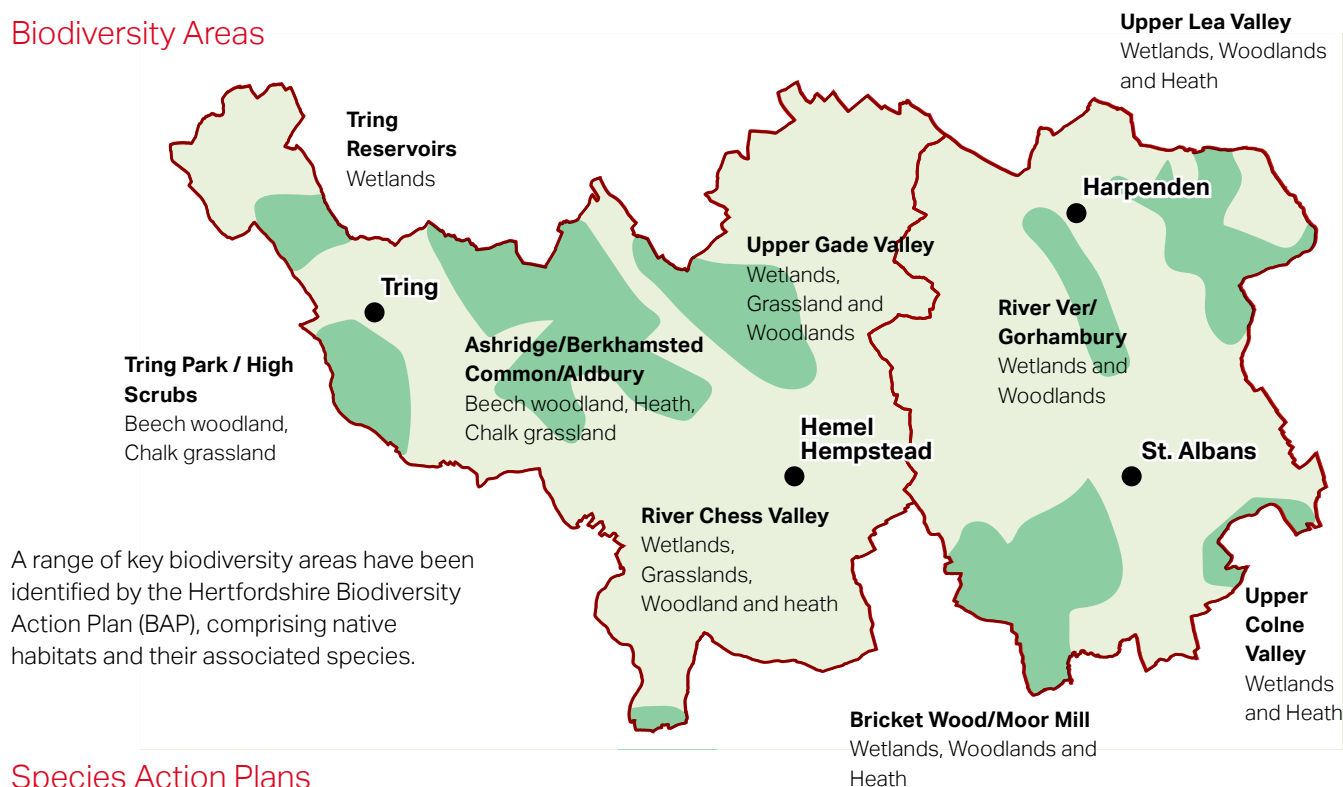 Biodiversity Areas
Upper Lea Valley
Wetlands, Woodlands
and Heath
Tring
Reservoirs
Wetlands
Harpenden
Upper Gade Valley
Wetlands,
Grassland and
Woodlands
Tring
River Ver/
Gorhambury
Wetlands and
Woodlands
Ashridge/Berkhamsted
Common/Aldbury
Beech woodland, Heath,
Chalk grassland
Tring Park / High
Scrubs
Beech woodland,
Chalk grassland
Hemel
Hempstead
St. Albans
River Chess Valley
Wetlands,
Grasslands,
Woodland and heath
A range of key biodiversity areas have been
identified by the Hertfordshire Biodiversity
Action Plan (BAP), comprising native
habitats and their associated species.
Upper
Colne
Valley
Wetlands
and Heath
Bricket Wood/Moor Mill
Wetlands, Woodlands and
Heath
Species Action Plans